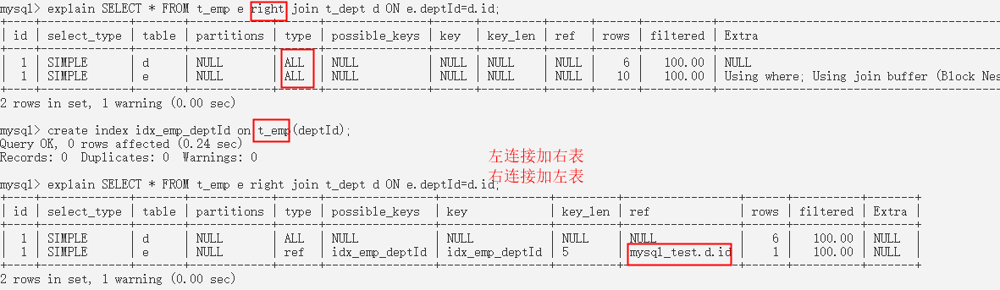 mysql> explain SELECT * FROM t_emp e right join t_dept d ON e.deptId=d.id;
| id | select_type | table | partitions | type | possible_keys | key | key_len | ref | rows | filtered | Extra
| 1 | SIMPLE | d | NULL | ALL | NULL | NULL | NULL | NULL | 6 | 100.00 | NULL
| 1 | SIMPLE | e | NULL | ALL | NULL | NULL | NULL | NULL | 10 | 100.00 | Using where; Using join buffer (Block Nes
2 rows in set, 1 warning (0.00 sec)
mysql> create index idx_emp_deptId on t_emp(deptId);
Query OK, 0 rows affected (0.24 sec)
Records: 0 Duplicates: 0 Warnings: 0
左连接加右表
右连接加左表
mysql> explain SELECT * FROM t_emp e right join t_dept d ON e.deptId=d.id;
| id | select_type | table | partitions | type | possible_keys | key | key_len | ref | rows | filtered | Extra |
| 1 | SIMPLE | d | NULL | ALL | NULL | NULL | NULL | NULL | 6 | 100.00 | NULL |
| 1 | SIMPLE | e | NULL | ref | idx_emp_deptId | idx_emp_deptId | 5 | mysql_test.d.id | 1 | 100.00 | NULL |
2 rows in set, 1 warning (0.00 sec)